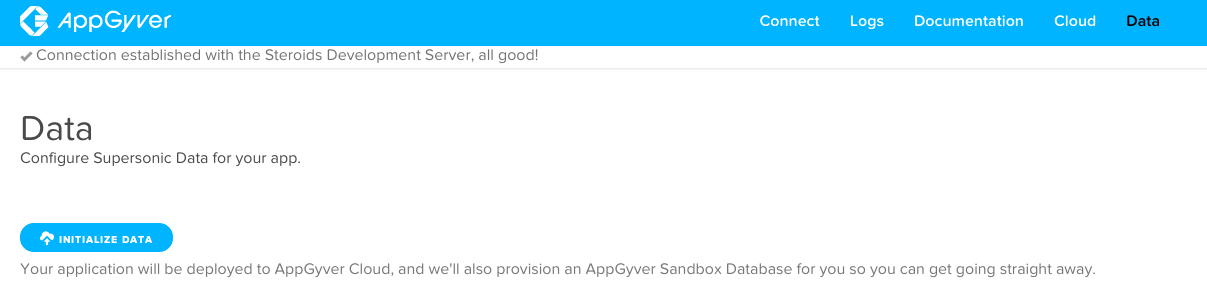 AppGyver
Connect Logs Documentation Cloud Data
Connection established with the Steroids Development Server, all good!
Data
Configure Supersonic Data for your app.
INITIALIZE DATA
Your application will be deployed to AppGyver Cloud, and we'll also provision an AppGyver Sandbox Database for you so you can get going straight away.